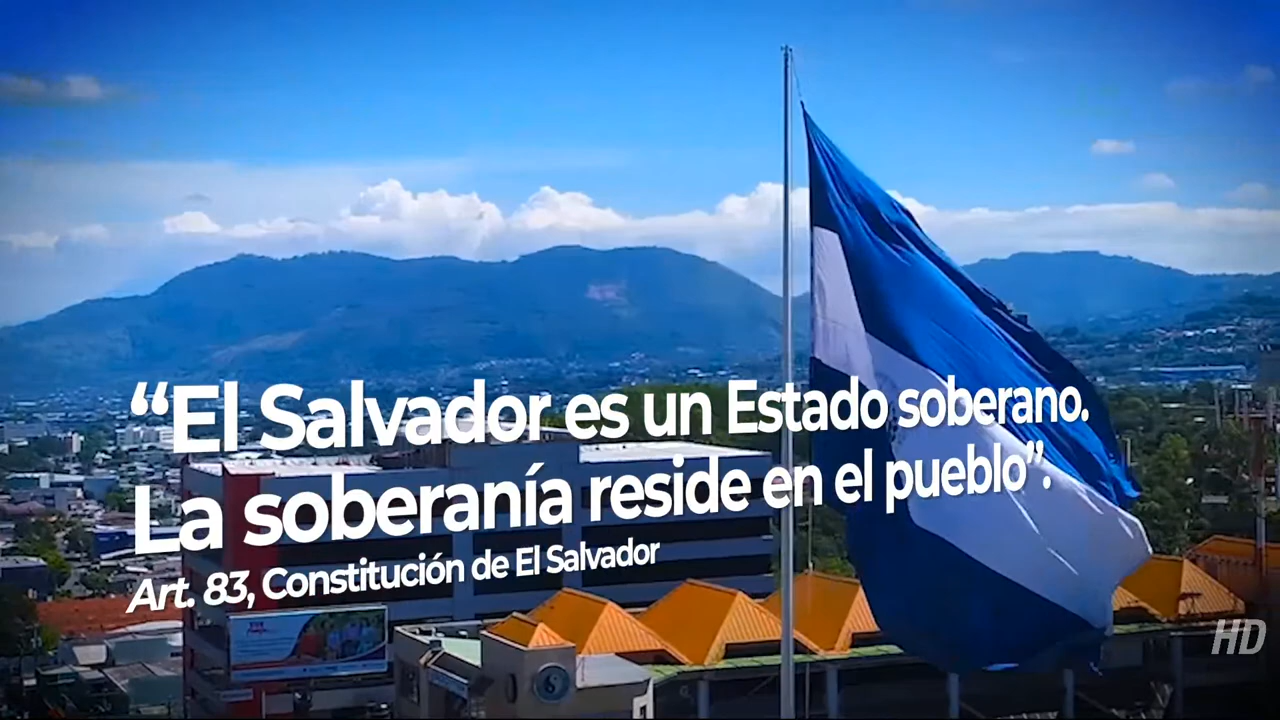 “El Salvador es un Estado soberano.
La soberanía reside en el pueblo”.
Art. 83, Constitución de El Salvador
HD